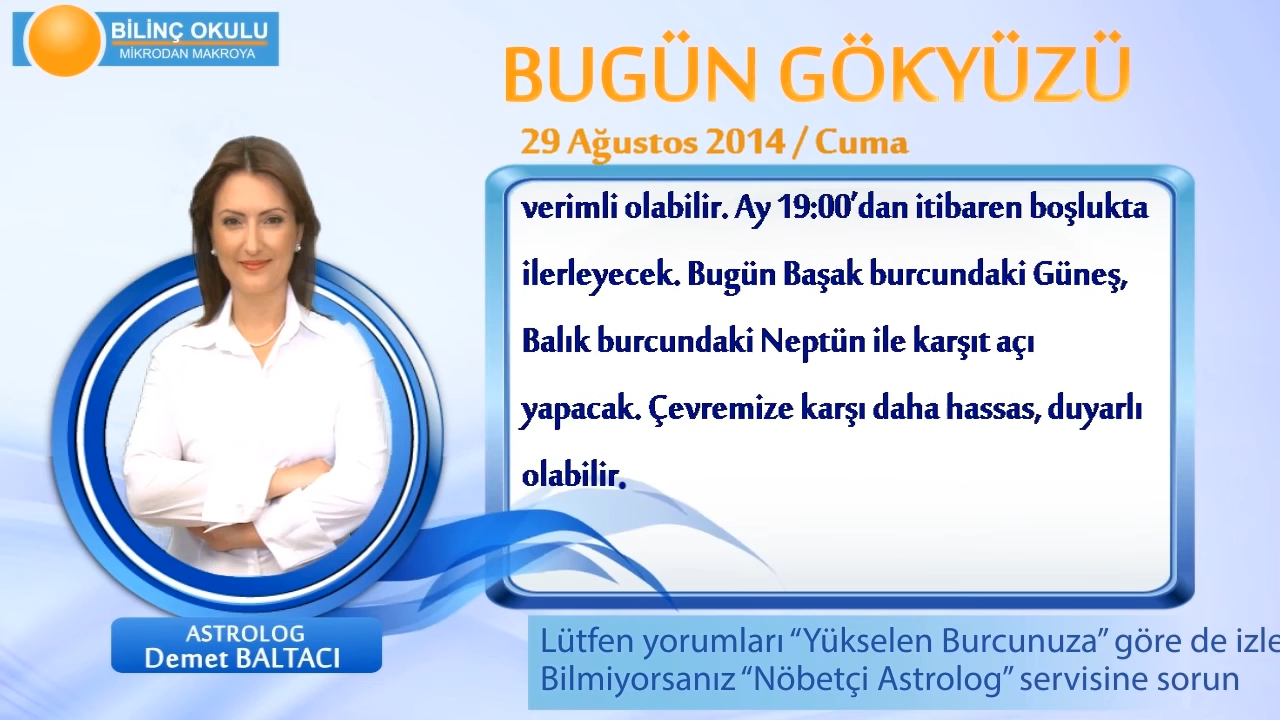 BİLİNÇ OKULU
MİKRODAN MAKROYA
BUGÜN GÖKYÜZÜ
29 Ağustos 2014 / Cuma
verimli olabilir. Ay 19:00’dan itibaren boşlukta
ilerleyecek. Bugün Başak burcundaki Güneş,
Balık burcundaki Neptün ile karşıt açı
yapacak. Çevremize karşı daha hassas, duyarlı
olabilir.
ASTROLOG
Demet BALTACI
Lütfen yorumları “Yükselen Burcunuza” göre de izle
Bilmiyorsanız “Nöbetçi Astrolog” servisine sorun